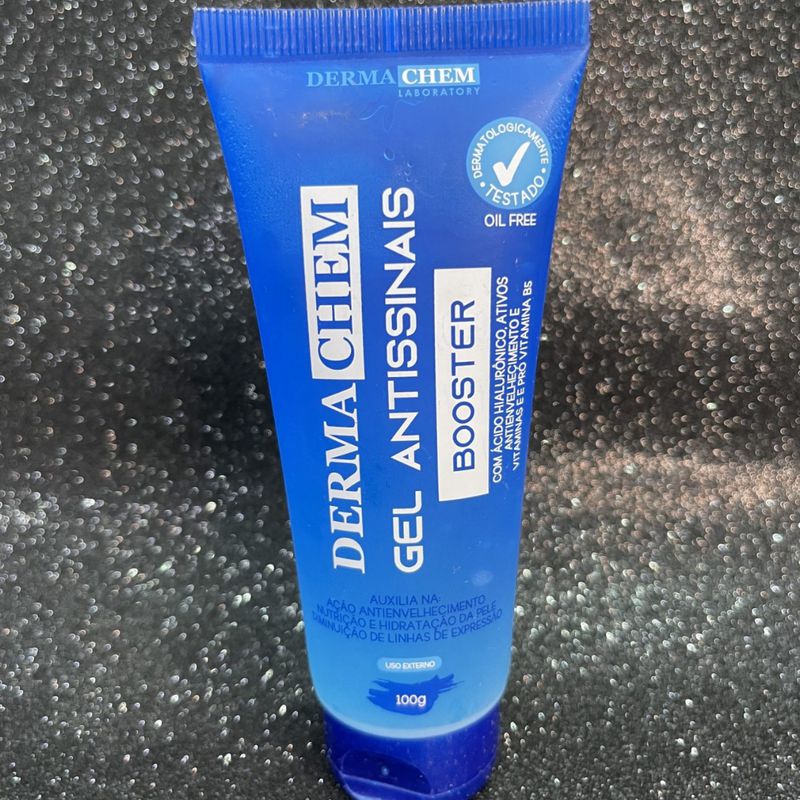 DERMA CHEM
LABORATORY
DERMATOLOGICAMENTE
TESTADO
OIL FREE
DERMA CHEM
GEL ANTISSINAIS
BOOSTER
COM ÁCIDO HIALURÔNICO, ATIVOS
ANTIENVELHECIMENTO E
VITAMINAS E E PRÓ VITAMINA B5
AUXILIA NA:
AÇÃO ANTIENVELHECIMENTO
NUTRIÇÃO E HIDRATAÇÃO DA PELE
DIMINUIÇÃO DE LINHAS DE EXPRESSÃO
USO EXTERNO
100g